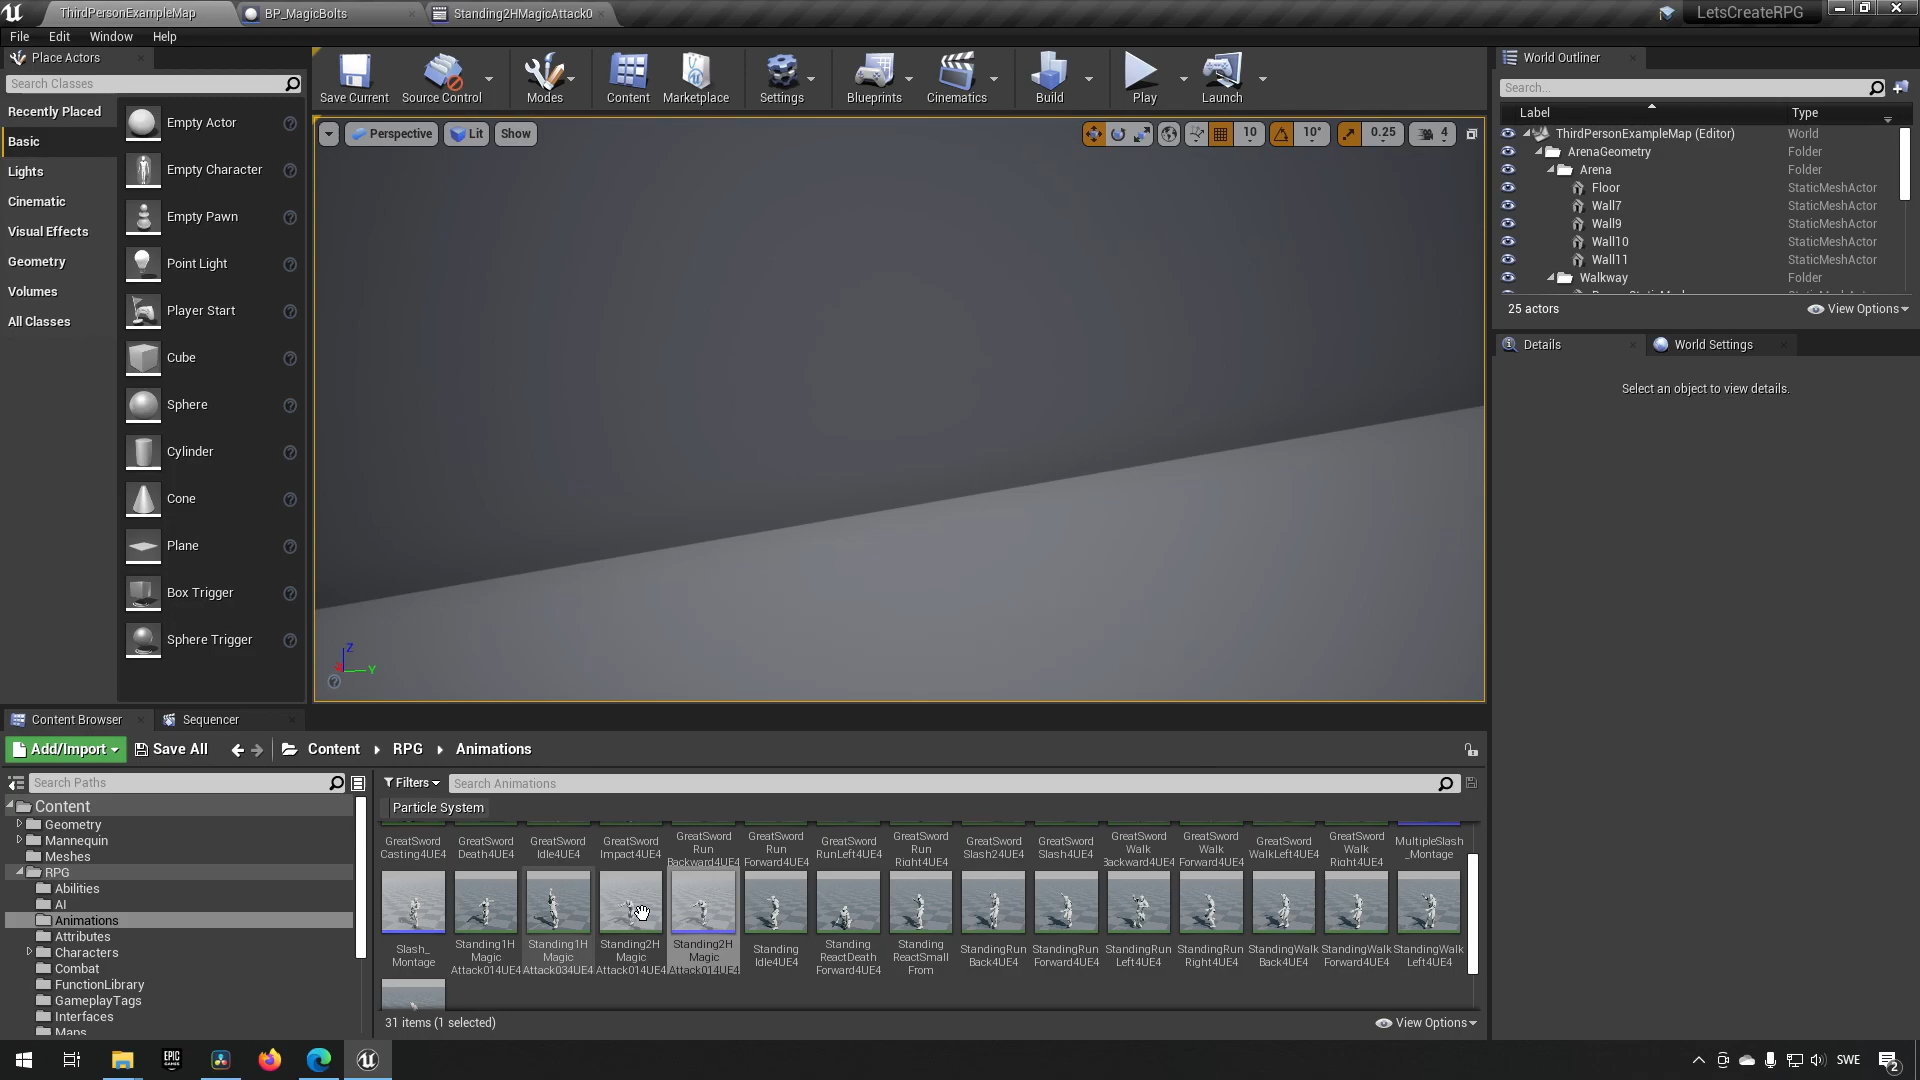 ThirdPersonExampleMap
BP_MagicBolts
Standing2HMagicAttack0
LetsCreateRPG
File
Edit
Window
Help
Place Actors
Search Classes
Recently Placed
Basic
Lights
Cinematic
Visual Effects
Geometry
Volumes
All Classes
Empty Actor
Empty Character
Empty Pawn
Point Light
Player Start
Cube
Sphere
Cylinder
Cone
Plane
Box Trigger
Sphere Trigger
Save Current
Source Control
Modes
Content
Marketplace
Settings
Blueprints
Cinematics
Build
Play
Launch
Perspective
Lit
Show
10
10°
0.25
4
Z
Y
World Outliner
Search...
Label
Type
ThirdPersonExampleMap (Editor)
World
ArenaGeometry
Folder
Arena
Folder
Floor
StaticMeshActor
Wall7
StaticMeshActor
Wall9
StaticMeshActor
Wall10
StaticMeshActor
Wall11
StaticMeshActor
Walkway
Folder
25 actors
View Options
Details
World Settings
Select an object to view details.
Content Browser
Sequencer
Add/Import
Save All
Content
RPG
Animations
Search Paths
Filters
Search Animations
Particle System
Content
Geometry
Mannequin
Meshes
RPG
Abilities
AI
Animations
Attributes
Characters
Combat
FunctionLibrary
GameplayTags
Interfaces
Maps
GreatSword
Casting4UE4
GreatSword
Death4UE4
GreatSword
Idle4UE4
GreatSword
Impact4UE4
GreatSword
Run
Backward4UE4
GreatSword
Run
Forward4UE4
GreatSword
RunLeft4UE4
GreatSword
Run
Right4UE4
GreatSword
Slash24UE4
GreatSword
Slash4UE4
GreatSword
Walk
Backward4UE4
GreatSword
Walk
Forward4UE4
GreatSword
WalkLeft4UE4
GreatSword
Walk
Right4UE4
MultipleSlash
_Montage
Slash_
Montage
Standing1H
Magic
Attack014UE4
Standing1H
Magic
Attack034UE4
Standing2H
Magic
Attack014UE4
Standing2H
Magic
Attack014UE4
Standing
Idle4UE4
Standing
ReactDeath
Forward4UE4
Standing
ReactSmall
From
StandingRun
Back4UE4
StandingRun
Forward4UE4
StandingRun
Left4UE4
StandingRun
Right4UE4
StandingWalk
Back4UE4
StandingWalk
Forward4UE4
StandingWalk
Left4UE4
31 items (1 selected)
View Options
EPIC
GAMES
SWE
2